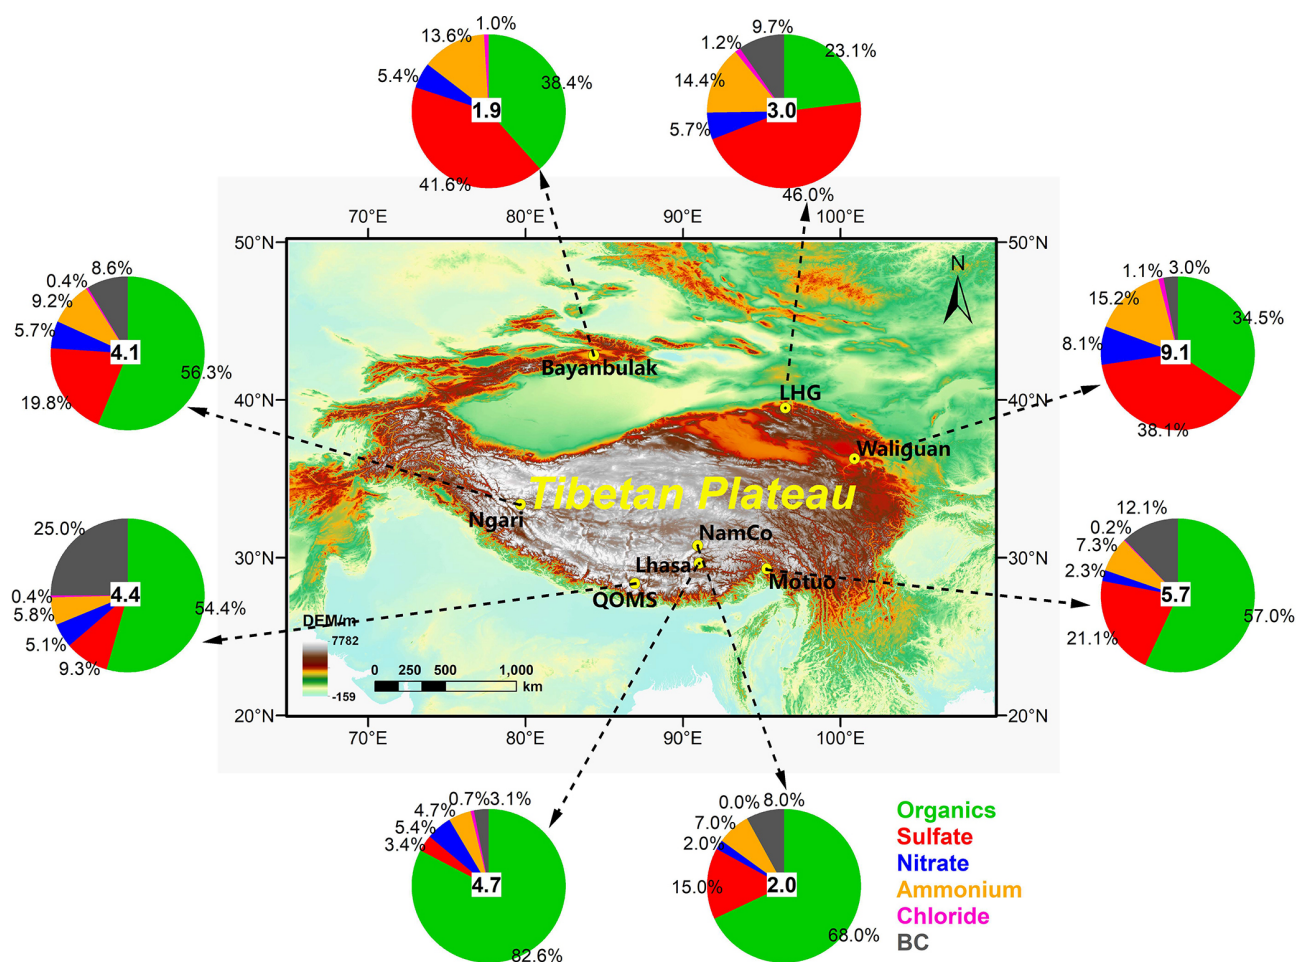 1.0%
13.6%
5.4%
38.4%
1.9
41.6%
9.7%
1.2%
23.1%
14.4%
5.7%
3.0
46.0%
70°E 80°E 90°E 100°E
50°N 50°N
N
8.6%
0.4%
9.2%
5.7%
4.1
56.3%
19.8%
1.1% 3.0%
15.2%
34.5%
8.1%
9.1
38.1%
Bayanbulak
40°N 40°N
LHG
Waliguan
Tibetan Plateau
Ngari
NamCo
Lhasa
Motuo
QOMS
30°N 30°N
25.0%
0.4%
5.8%
5.1%
4.4
54.4%
9.3%
12.1%
0.2%
7.3%
2.3%
5.7
57.0%
21.1%
DEM/m
7782
-159
0 250 500 1,000
km
20°N 20°N
70°E 80°E 90°E 100°E
0.7% 3.1%
4.7%
5.4%
3.4%
4.7
82.6%
8.0%
0.0%
7.0%
2.0%
15.0%
2.0
68.0%
Organics
Sulfate
Nitrate
Ammonium
Chloride
BC